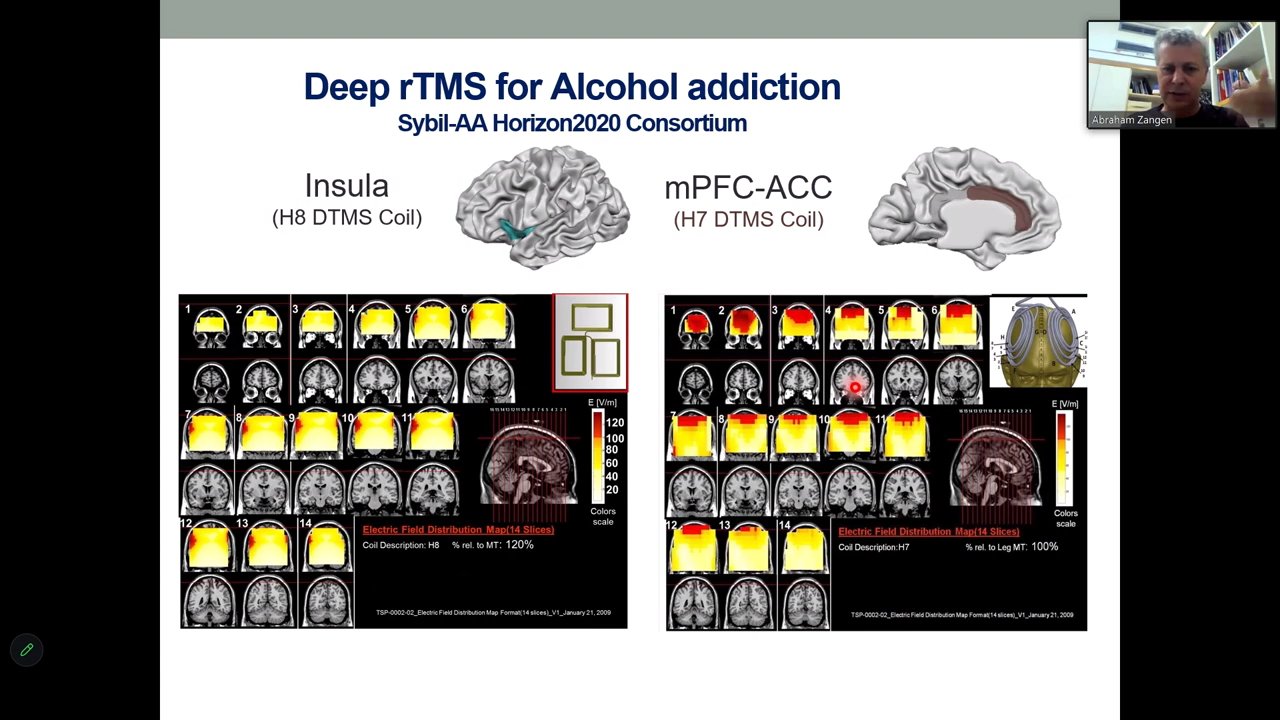 Deep rTMS for Alcohol addiction
Sybil-AA Horizon2020 Consortium
Abraham Zangen
Insula
(H8 DTMS Coil)
mPFC-ACC
(H7 DTMS Coil)
1 2 3 4 5 6
7 8 9 10 11
12 13 14
E [V/m]
120
100
80
60
40
20
Colors
scale
Electric Field Distribution Map(14 Slices)
Coil Description: H8 % rel. to MT: 120%
TSP-0002-02_Electric Field Distribution Map Format(14 slices)_V1_January 21, 2009
1 2 3 4 5 6
7 8 9 10 11
12 13 14
E [V/m]
Colors
scale
Electric Field Distribution Map(14 Slices)
Coil Description:H7 % rel. to Leg MT: 100%
TSP-0002-02_Electric Field Distribution Map Format(14 slices)_V1_January 21, 2009